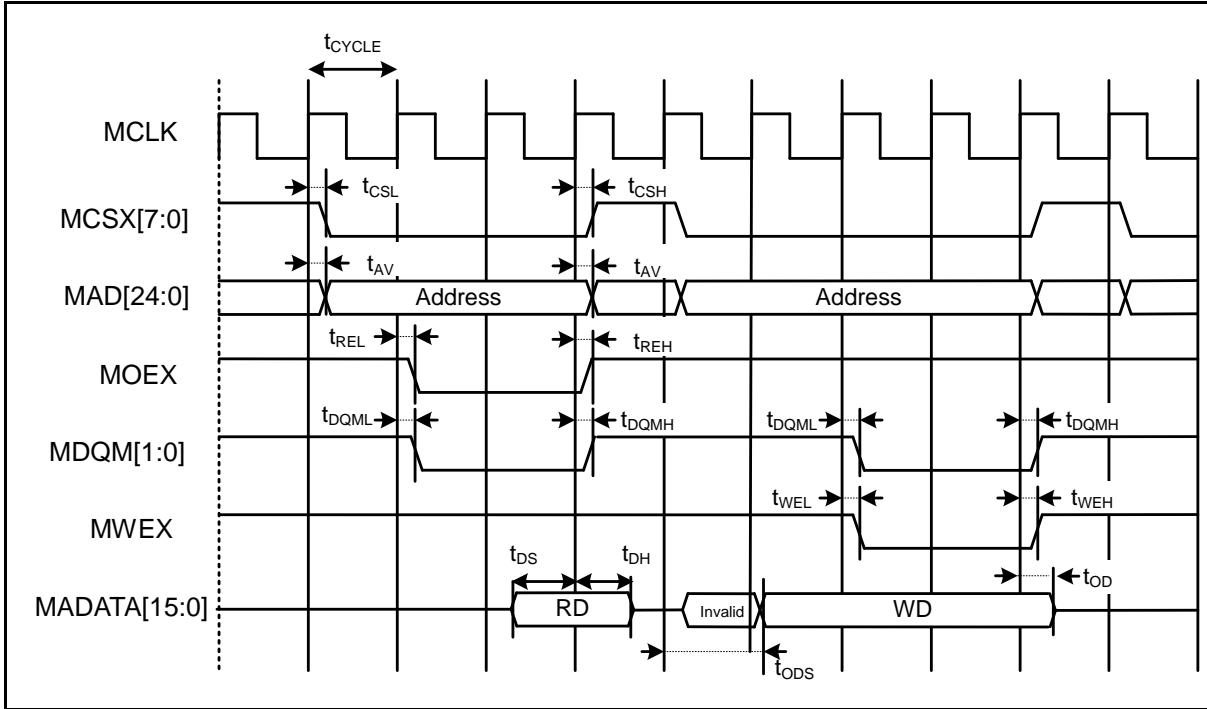 tCYCLE
MCLK
tCSL tCSH
MCSX[7:0]
tAV tAV
MAD[24:0] Address Address
tREL tREH
MOEX
tDQML tDQMH tDQML tDQMH
MDQM[1:0]
tWEL tWEH
MWEX
tDS tDH tOD
MADATA[15:0] RD Invalid WD
tODS